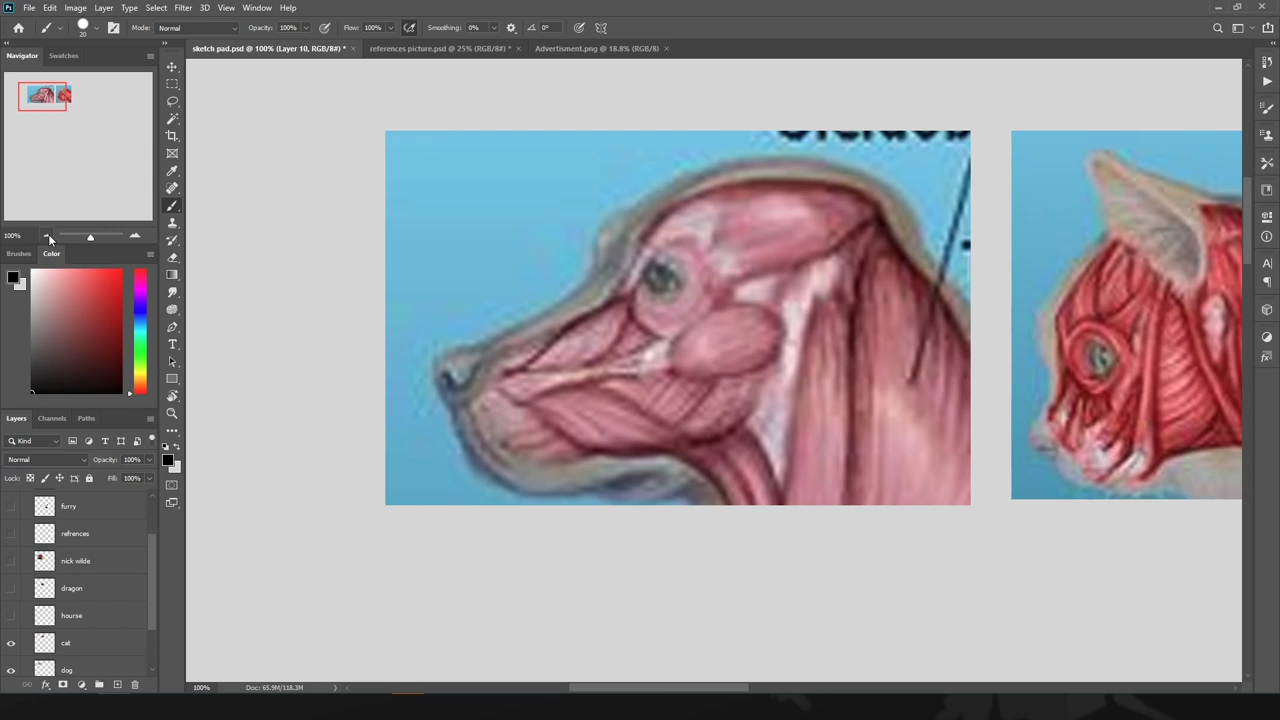 Ps File Edit Image Layer Type Select Filter 3D View Window Help
20 Mode: Normal Opacity: 100% Flow: 100% Smoothing: 0% 0°
Navigator Swatches
sketch pad.psd @ 100% (Layer 10, RGB/8#) * × references picture.psd @ 25% (RGB/8#) * × Advertisment.png @ 18.8% (RGB/8) ×
100%
Brushes Color
Layers Channels Paths
Kind
Normal Opacity: 100%
Lock: Fill: 100%
furry
refrences
nick wilde
dragon
hourse
cat
dog
100% Doc: 65.9M/118.3M